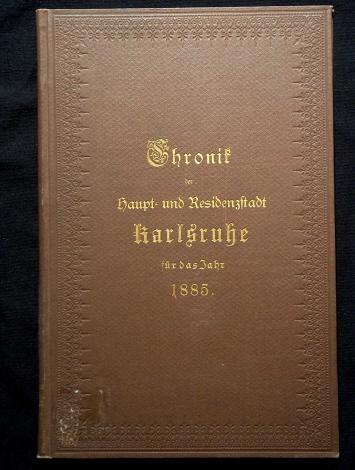 Chronik
der
Haupt- und Residenzstadt
Karlsruhe
für das Jahr
1885.